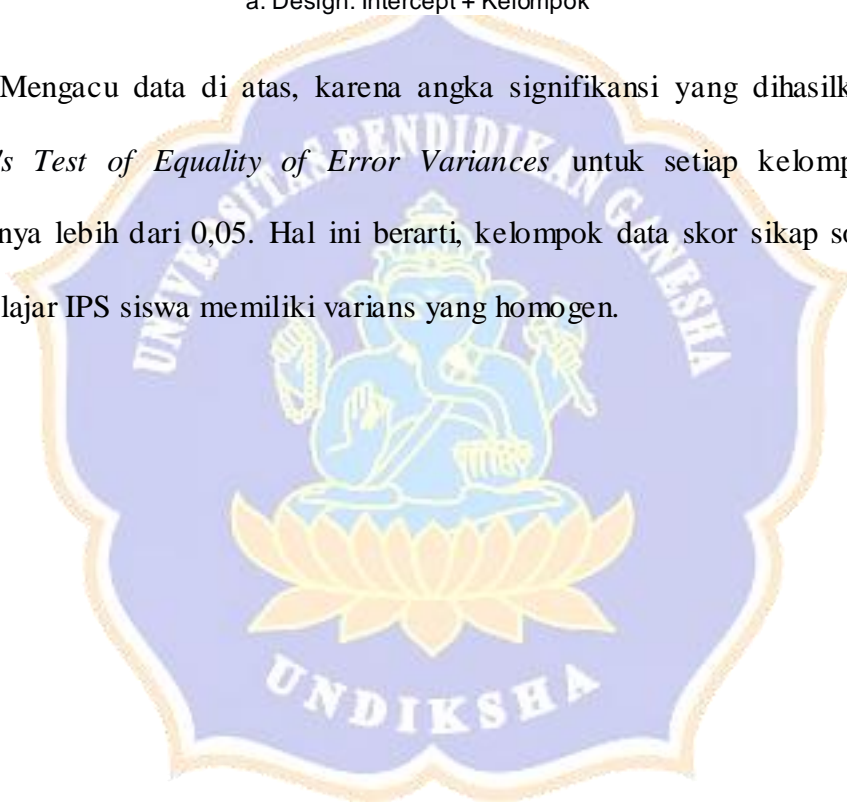 a. Design: Intercept + Kelompok
Mengacu data di atas, karena angka signifikansi yang dihasilk
's Test of Equality of Error Variances untuk setiap kelomp
nya lebih dari 0,05. Hal ini berarti, kelompok data skor sikap so
lajar IPS siswa memiliki varians yang homogen.
UNIVERSITAS PENDIDIKAN GANESHA
UNDIKSHA